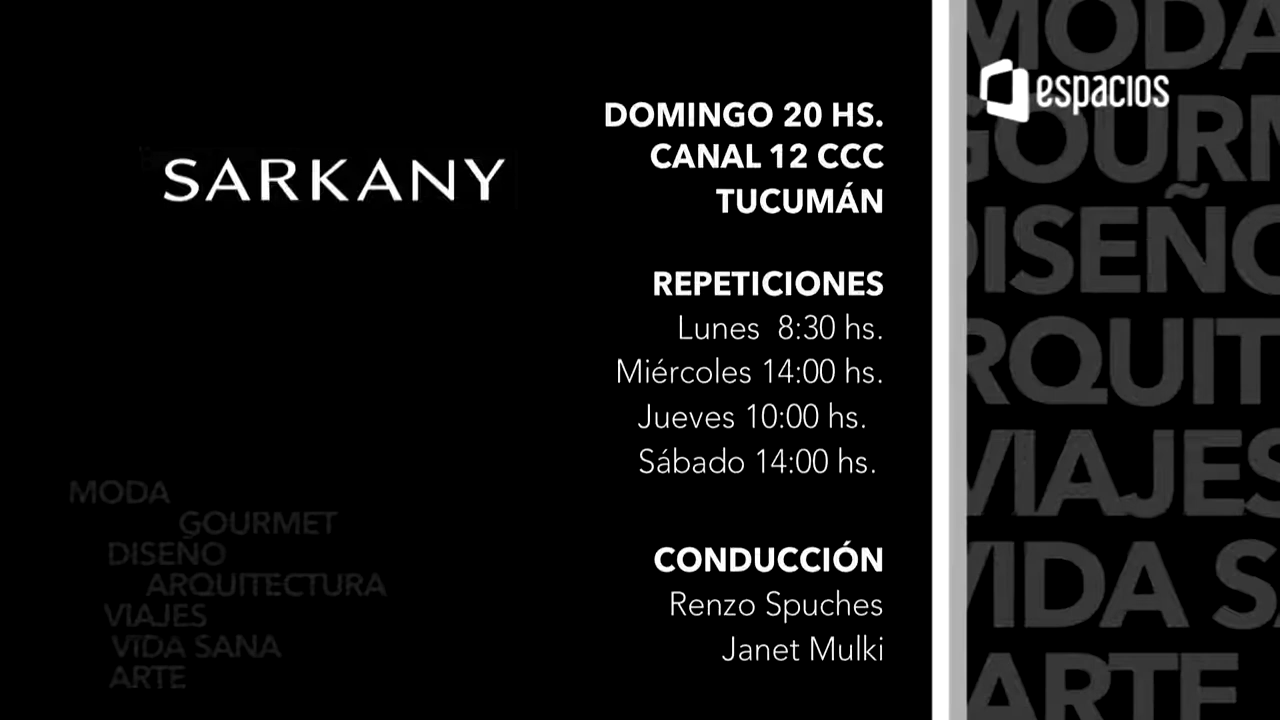 SARKANY
DOMINGO 20 HS.
CANAL 12 CCC
TUCUMÁN
REPETICIONES
Lunes 8:30 hs.
Miércoles 14:00 hs.
Jueves 10:00 hs.
Sábado 14:00 hs.
CONDUCCIÓN
Renzo Spuches
Janet Mulki
MODA
GOURMET
DISEÑO
ARQUITECTURA
VIAJES
VIDA SANA
ARTE
espacios
MODA
GOURM
DISEÑO
RQUIT
VIAJES
VIDA S
ARTE